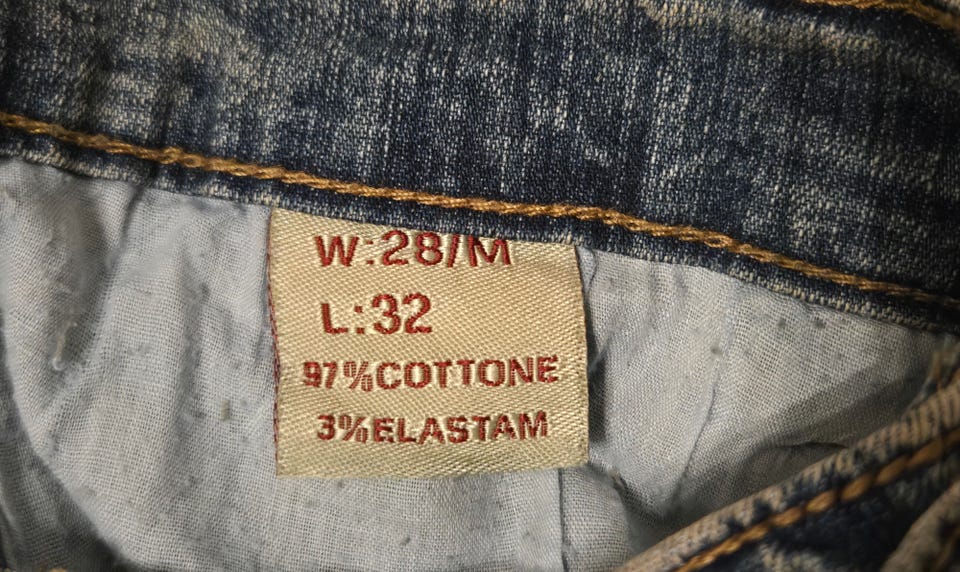 W:28/M
L:32
97%COTTONE
3%ELASTAM